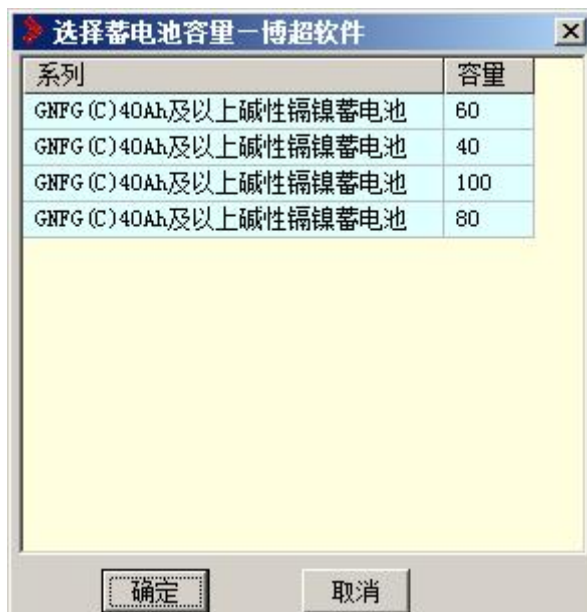 选择蓄电池容量－博超软件
系列 容量
GNFG(C)40Ah及以上碱性镉镍蓄电池 60
GNFG(C)40Ah及以上碱性镉镍蓄电池 40
GNFG(C)40Ah及以上碱性镉镍蓄电池 100
GNFG(C)40Ah及以上碱性镉镍蓄电池 80
确定 取消